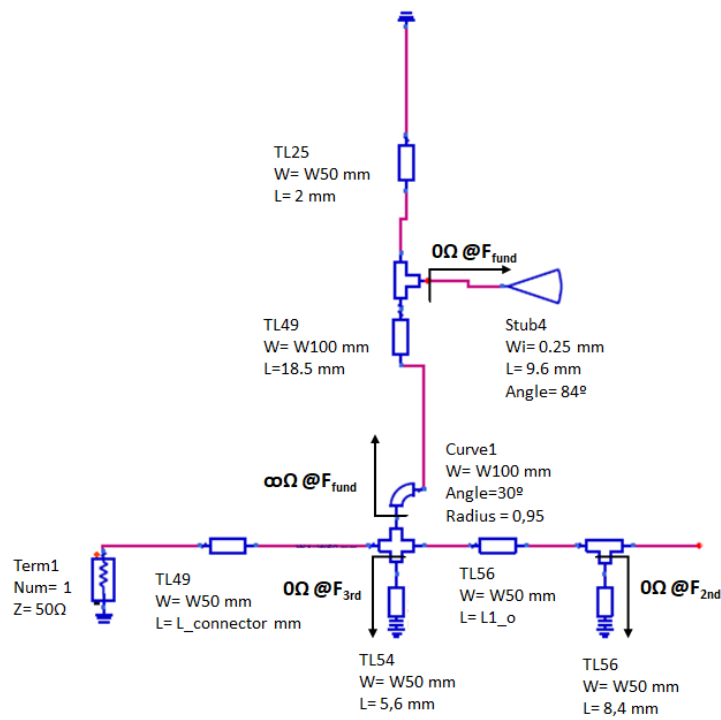 TL25
W= W50 mm
L= 2 mm
0Ω @Ffund
TL49
W= W100 mm
L=18.5 mm
Stub4
Wi= 0.25 mm
L= 9.6 mm
Angle= 84º
Curve1
W= W100 mm
Angle=30º
Radius = 0,95
∞Ω @Ffund
Term1
Num= 1
Z= 50Ω
TL49
W= W50 mm
L= L_connector mm
0Ω @F3rd
TL56
W= W50 mm
L= L1_o
0Ω @F2nd
TL54
W= W50 mm
L= 5,6 mm
TL56
W= W50 mm
L= 8,4 mm